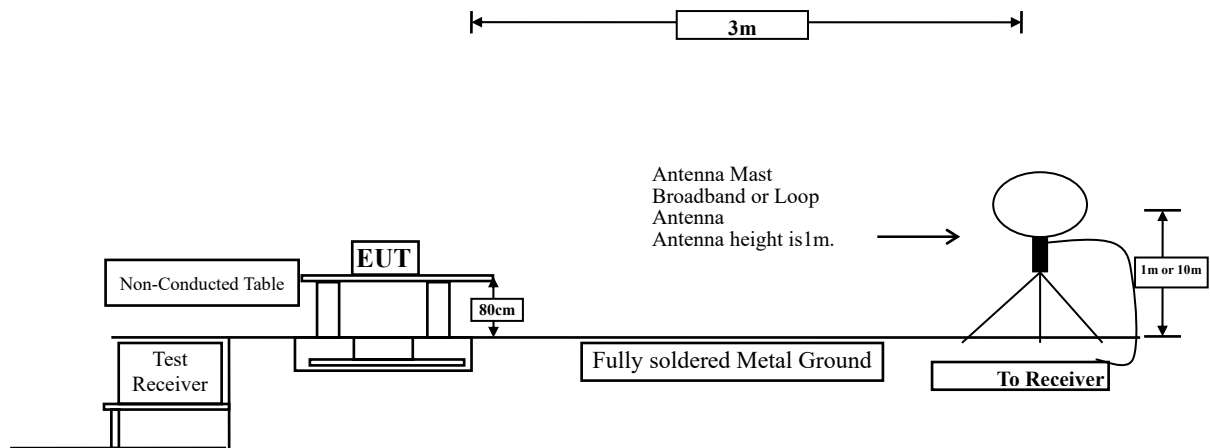 3m
Antenna Mast
Broadband or Loop
Antenna
Antenna height is1m.
EUT
Non-Conducted Table
1m or 10m
80cm
Test
Receiver
Fully soldered Metal Ground
To Receiver